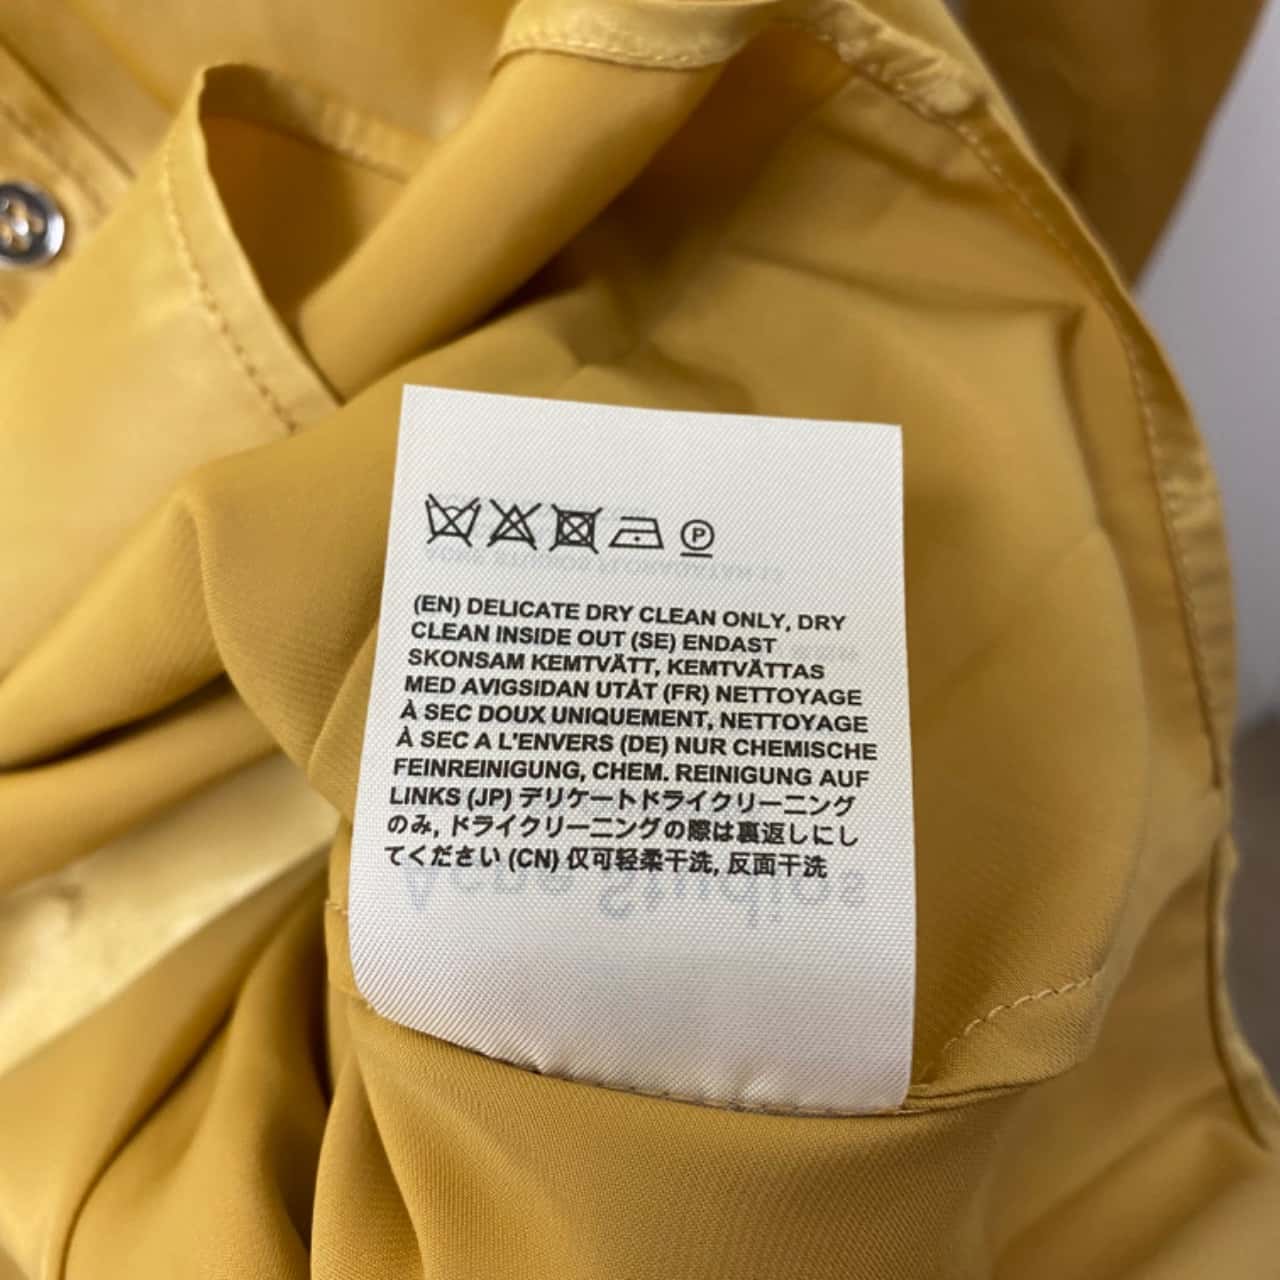 P
(EN) DELICATE DRY CLEAN ONLY, DRY
CLEAN INSIDE OUT (SE) ENDAST
SKONSAM KEMTVÄTT, KEMTVÄTTAS
MED AVIGSIDAN UTÅT (FR) NETTOYAGE
À SEC DOUX UNIQUEMENT, NETTOYAGE
À SEC A L'ENVERS (DE) NUR CHEMISCHE
FEINREINIGUNG, CHEM. REINIGUNG AUF
LINKS (JP) デリケートドライクリーニング
のみ, ドライクリーニングの際は裏返しにし
てください (CN) 仅可轻柔干洗, 反面干洗
Acne Studios